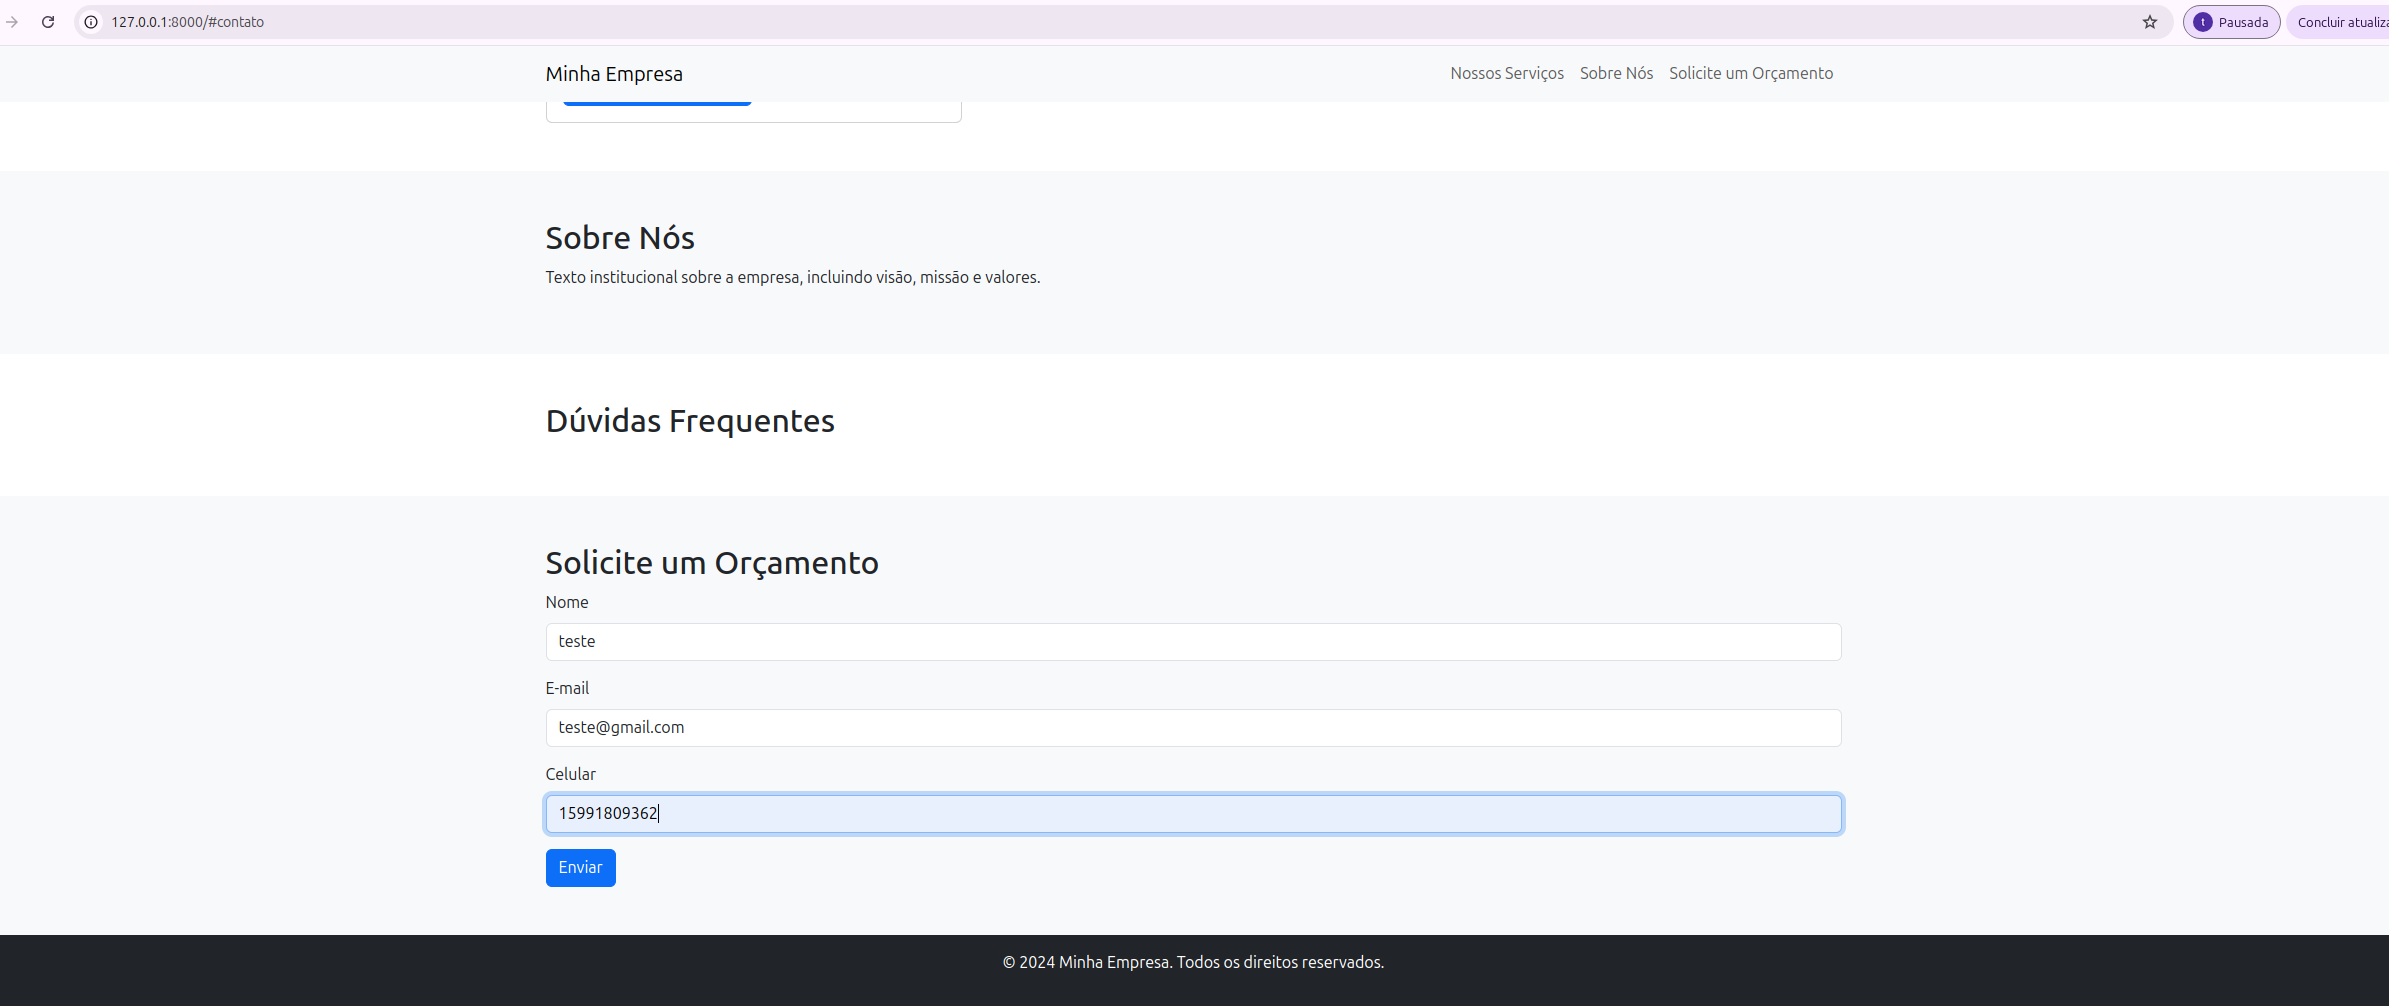 127.0.0.1:8000/#contato
t Pausada
Concluir atualiza
Minha Empresa
Nossos Serviços Sobre Nós Solicite um Orçamento
Sobre Nós
Texto institucional sobre a empresa, incluindo visão, missão e valores.
Dúvidas Frequentes
Solicite um Orçamento
Nome
teste
E-mail
teste@gmail.com
Celular
15991809362
Enviar
© 2024 Minha Empresa. Todos os direitos reservados.